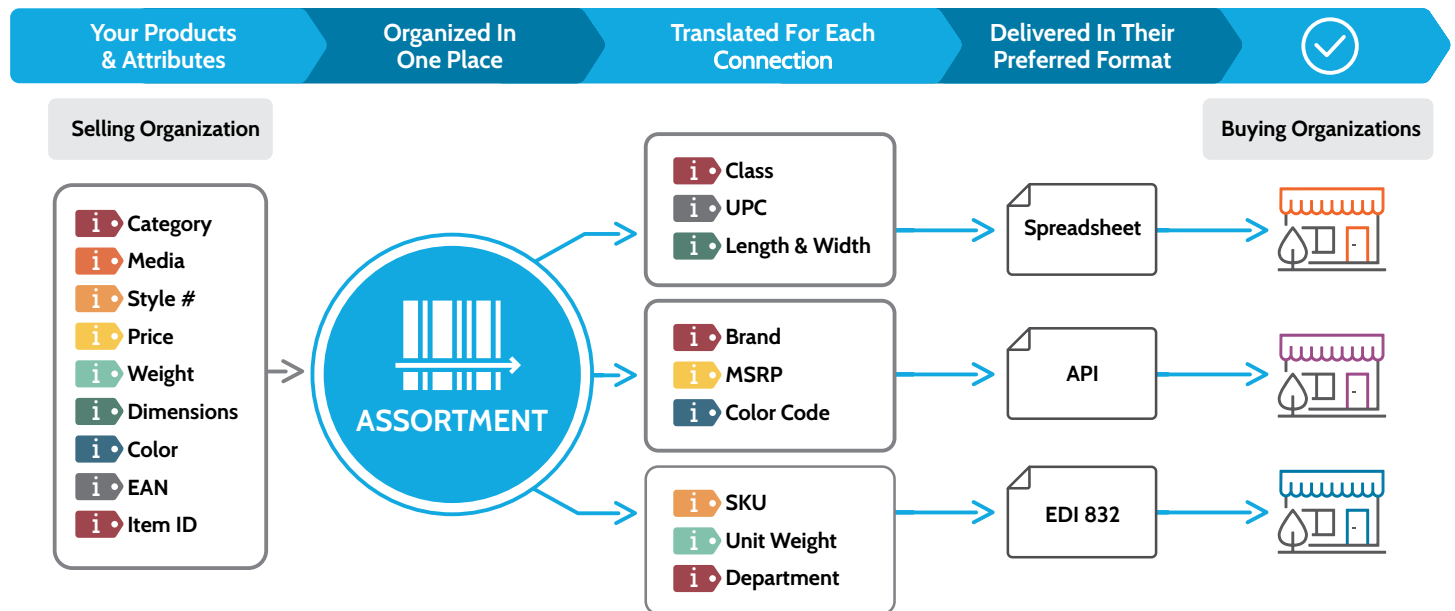 Your Products
& Attributes
Organized In
One Place
Translated For Each
Connection
Delivered In Their
Preferred Format
Selling Organization
Buying Organizations
i Category
i Media
i Style #
i Price
i Weight
i Dimensions
i Color
i EAN
i Item ID
ASSORTMENT
i Class
i UPC
i Length & Width
i Brand
i MSRP
i Color Code
i SKU
i Unit Weight
i Department
Spreadsheet
API
EDI 832